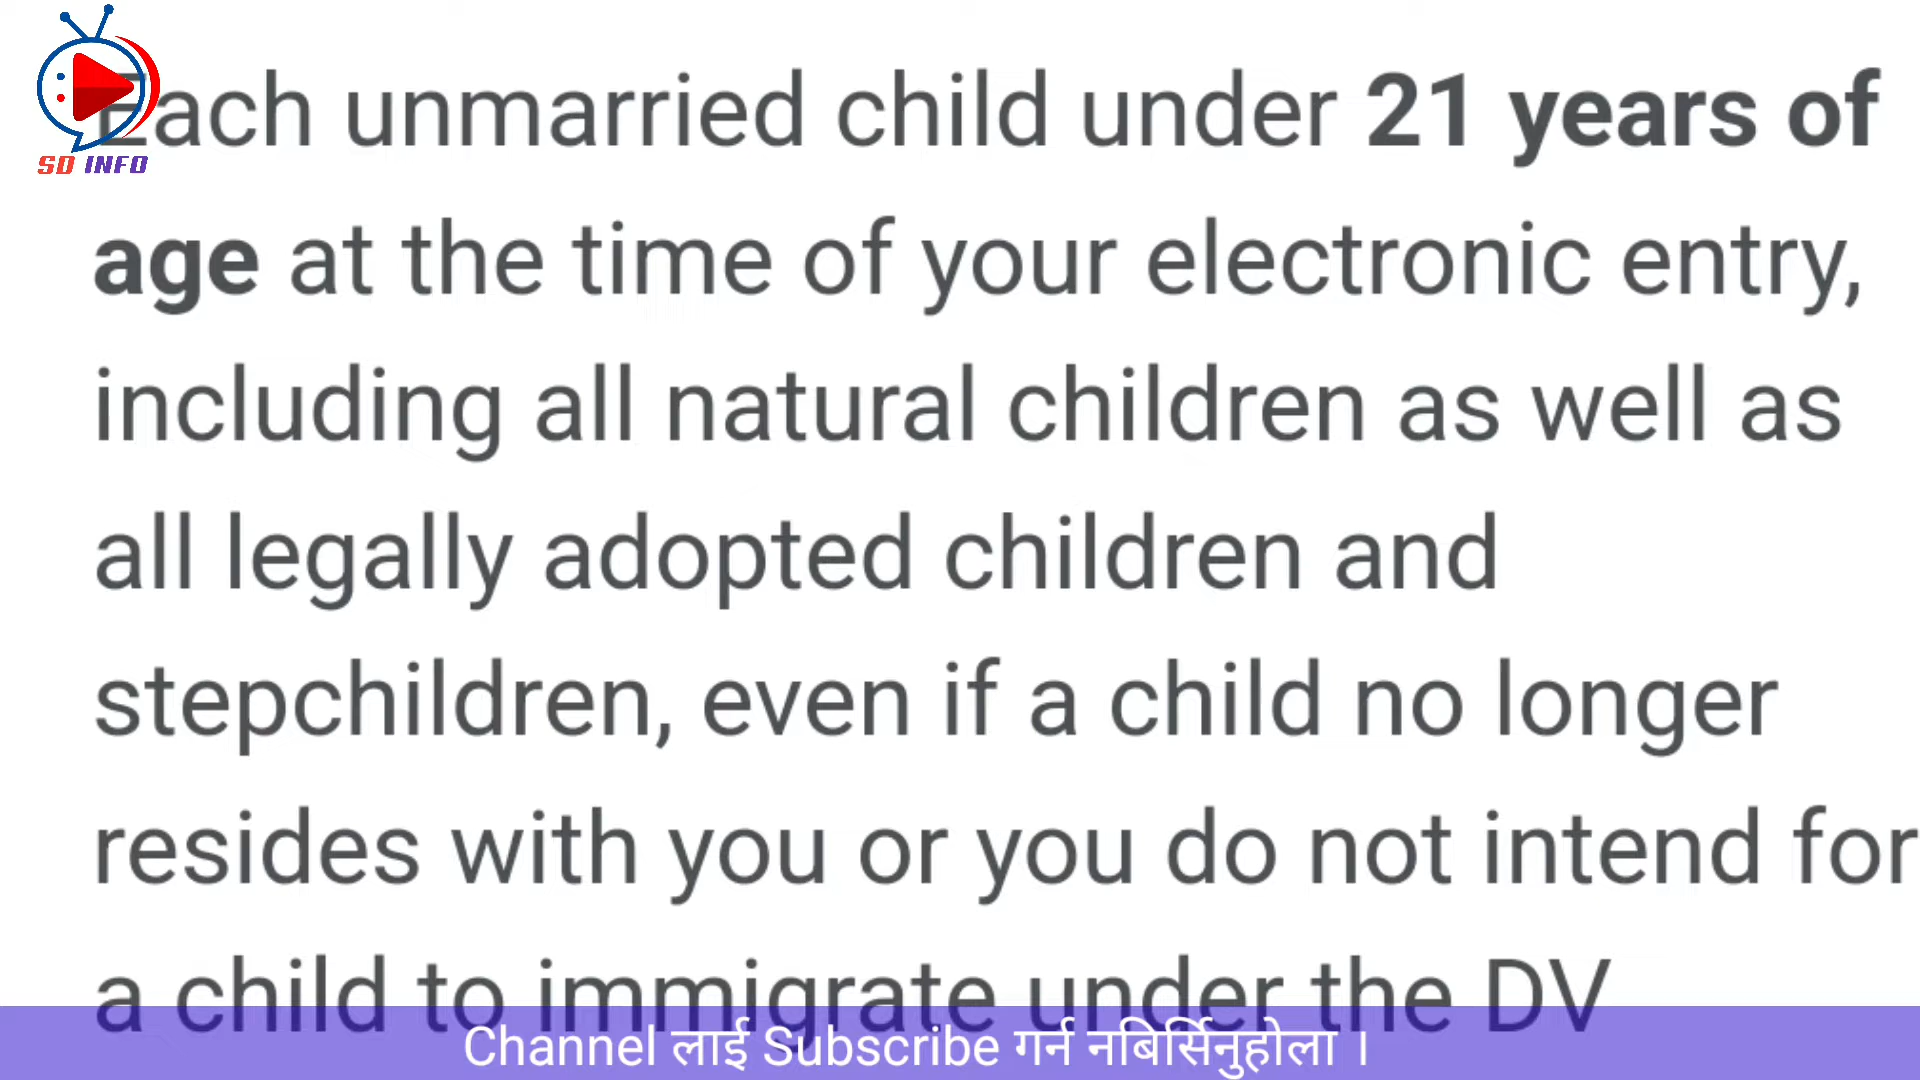 Each unmarried child under 21 years of
age at the time of your electronic entry,
including all natural children as well as
all legally adopted children and
stepchildren, even if a child no longer
resides with you or you do not intend for
a child to immigrate under the DV
SD INFO
Channel लाई Subscribe गर्न नबिर्सिनुहोला ।